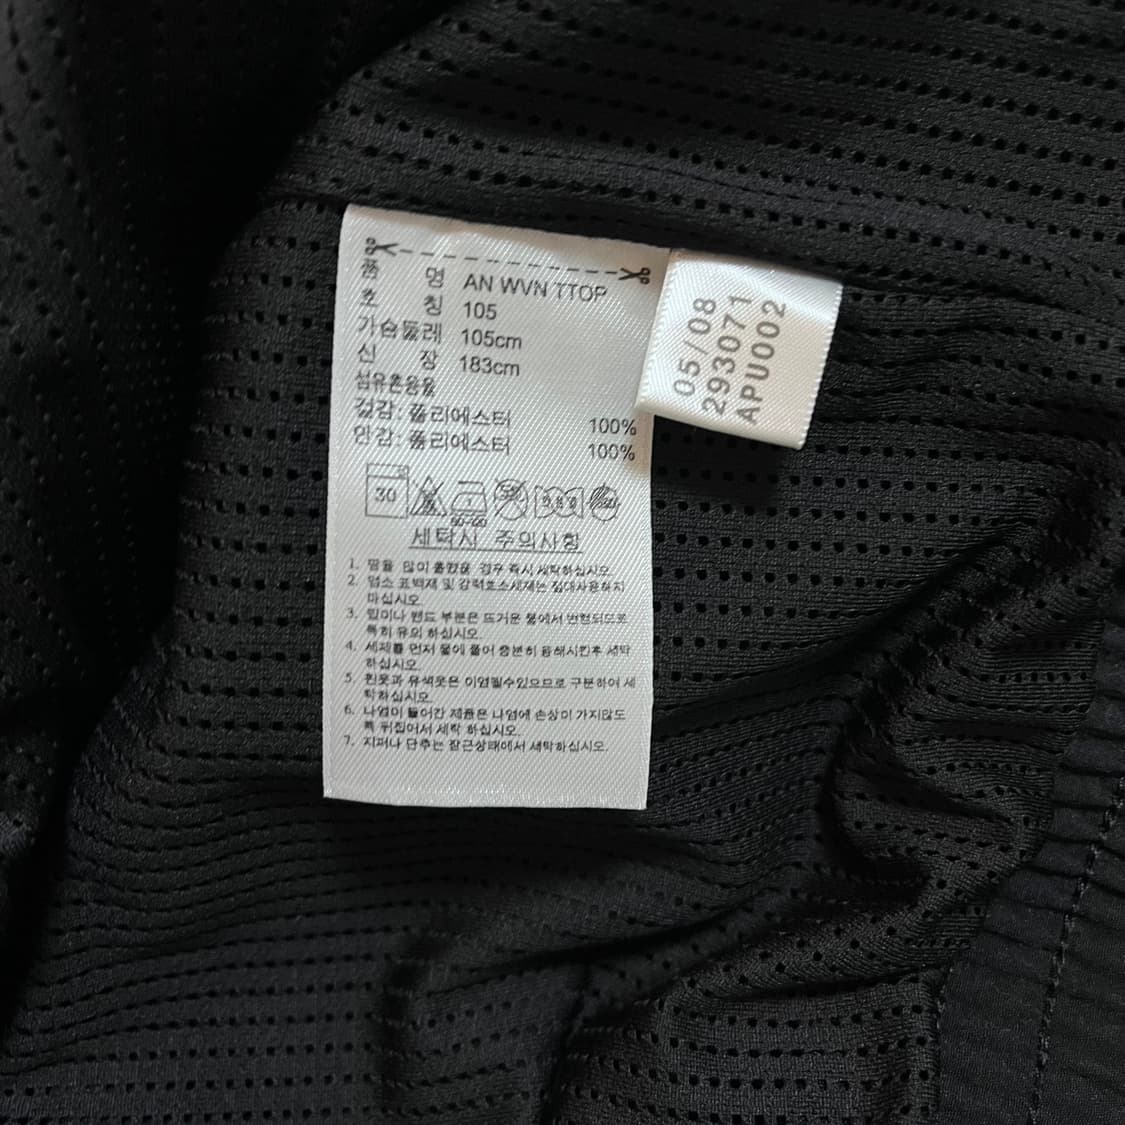 품 명 AN WVN TTOP
호 칭 105
가슴둘레 105cm
신 장 183cm
섬유혼용율
겉감: 폴리에스터 100%
안감: 폴리에스터 100%
30
세탁시 주의사항
1. 땀을 많이 흘렸을 경우 즉시 세탁하십시오.
2. 염소 표백제 및 강력효소세제는 절대사용하지
마십시오.
3. 밑이나 밴드 부분은 뜨거운 물에서 변형되므로
특히 유의 하십시오.
4. 세제를 먼저 물에 풀어 충분히 용해시킨후 세탁
하십시오.
5. 흰옷과 유색옷은 이염될수있으므로 구분하여 세
탁하십시오.
6. 나염이 들어간 제품은 나염에 손상이 가지않도
록 뒤집어서 세탁 하십시오.
7. 지퍼나 단추는 잠근상태에서 세탁하십시오.
05/08
293071
APU002